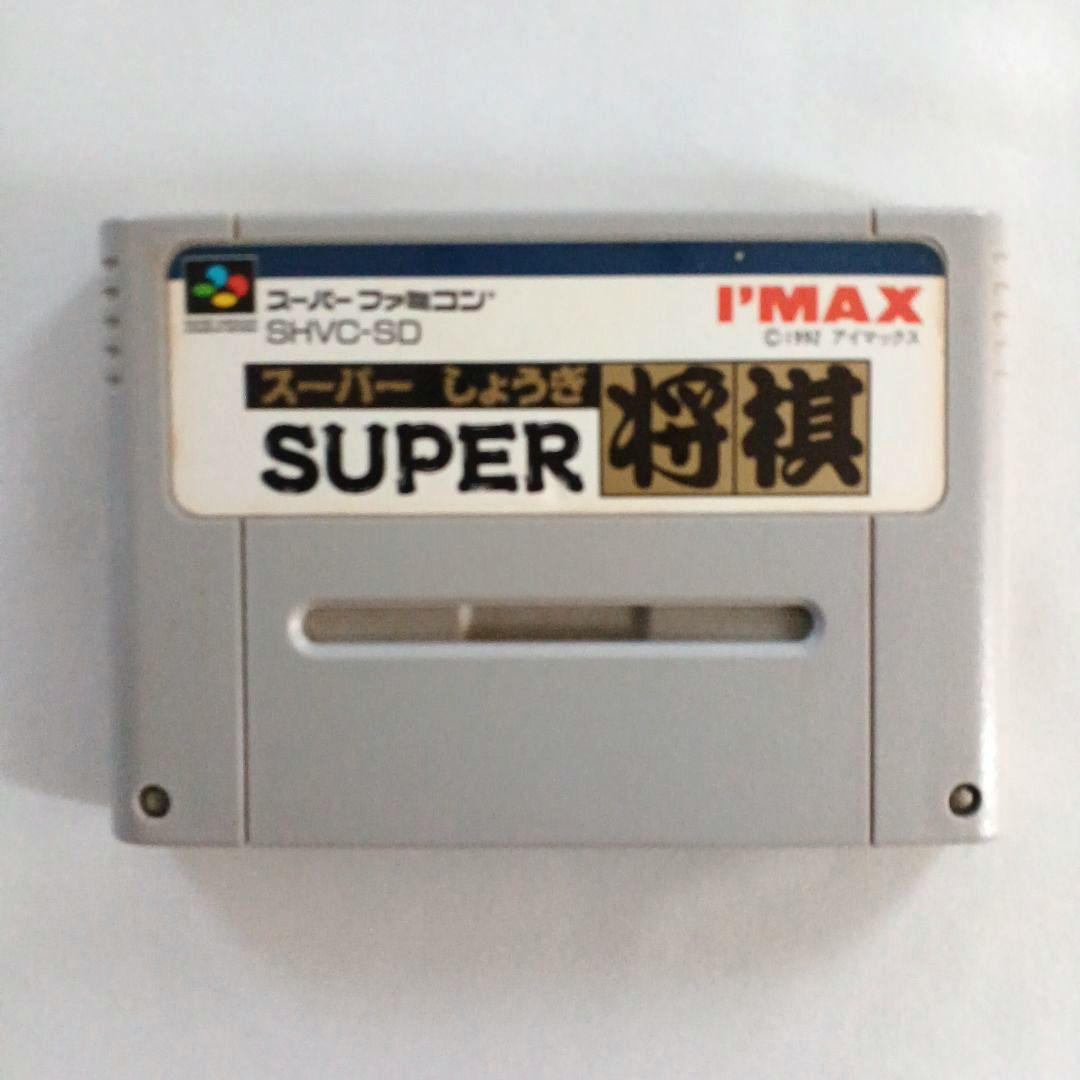 スーパーファミコン
SHVC-SD
I'MAX
©1992 アイマックス
スーパー しょうぎ
SUPER 将棋